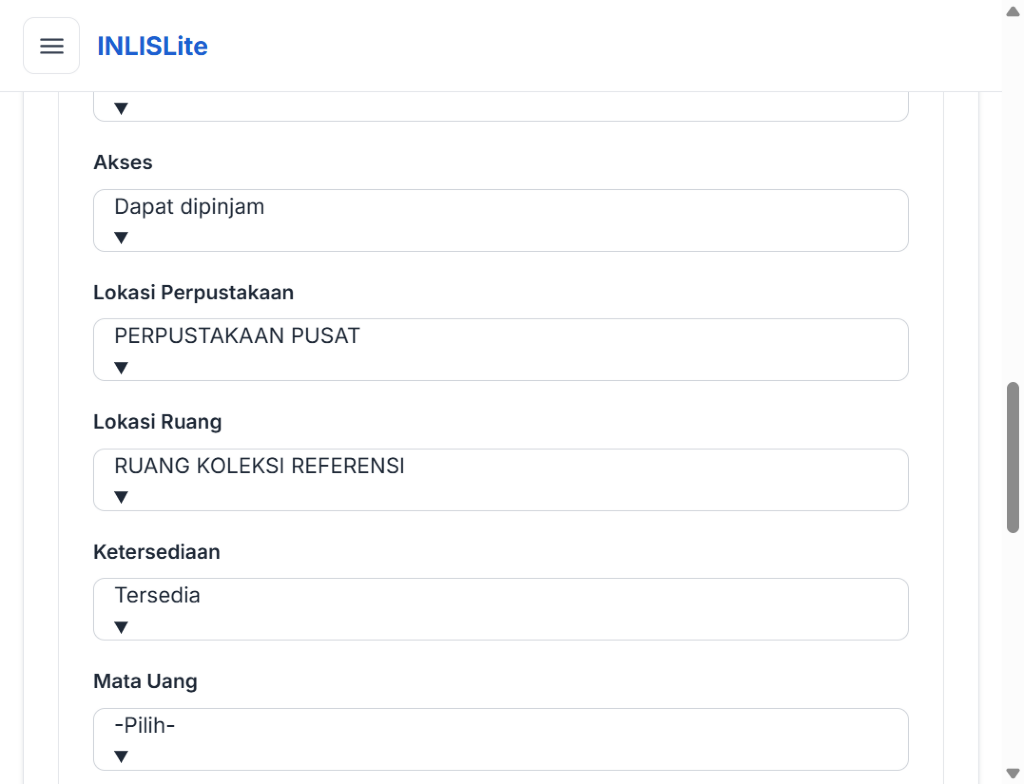 INLISLite
Akses
Dapat dipinjam
Lokasi Perpustakaan
PERPUSTAKAAN PUSAT
Lokasi Ruang
RUANG KOLEKSI REFERENSI
Ketersediaan
Tersedia
Mata Uang
-Pilih-